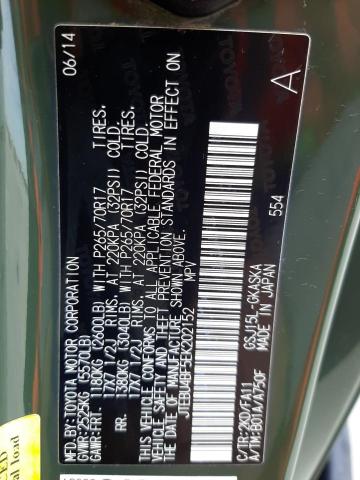 MFD. BY: TOYOTA MOTOR CORPORATION 06/14
GVWR: 2525KG (5570LB)
GAWR: FRT. 1180KG (2600LB) WITH P265/70R17 TIRES,
17X7 1/2J RIMS, AT 220KPA (32PSI) COLD
RR. 1380KG (3040LB) WITH P265/70R17 TIRES,
17X7 1/2J RIMS, AT 220KPA (32PSI) COLD
THIS VEHICLE CONFORMS TO ALL APPLICABLE FEDERAL MOTOR
VEHICLE SAFETY, AND THEFT PREVENTION STANDARDS IN EFFECT ON
THE DATE OF MANUFACTURE SHOWN ABOVE.
JTEBU4BF5EK202152
MPV
554
A
C/TR: 2K0/FA11 GSJ15L-GKASKA
A/TM: B01A/A750F MADE IN JAPAN